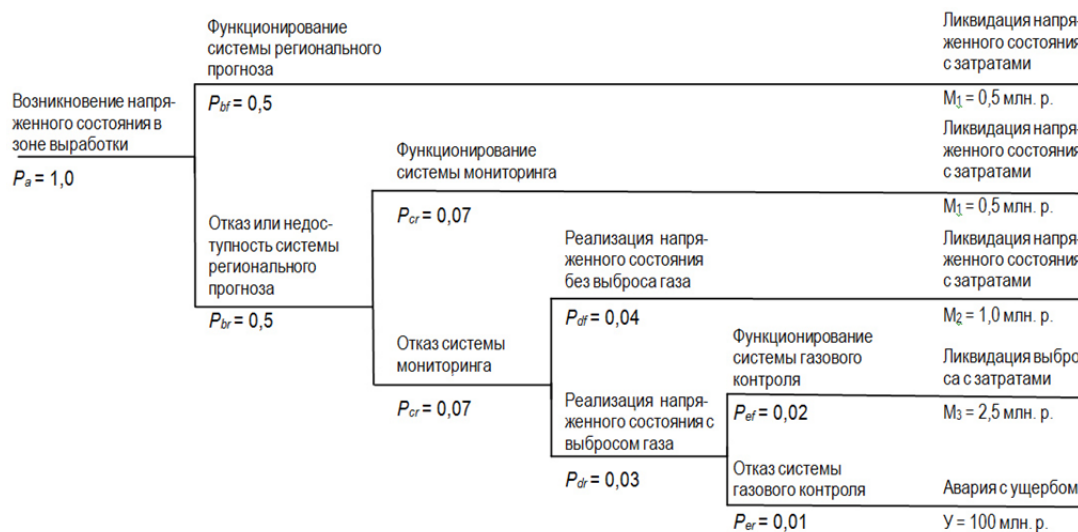 Функционирование
системы регионального
прогноза
Ликвидация напря-
женного состояния
с затратами
Возникновение напря-
женного состояния в
зоне выработки
Pbf = 0,5
M1 = 0,5 млн. р.
Pa = 1,0
Функционирование
системы мониторинга
Ликвидация напря-
женного состояния
с затратами
Pcr = 0,07
M1 = 0,5 млн. р.
Отказ или недос-
тупность системы
регионального
прогноза
Реализация напря-
женного состояния
без выброса газа
Ликвидация напря-
женного состояния
с затратами
Pbr = 0,5
Pdf = 0,04
M2 = 1,0 млн. р.
Отказ системы
мониторинга
Функционирование
системы газового
контроля
Ликвидация выбро
са с затратами
Pcr = 0,07
Реализация напря-
женного состояния с
выбросом газа
Pef = 0,02
M3 = 2,5 млн. р.
Pdr = 0,03
Отказ системы
газового контроля
Авария с ущербом
Per = 0,01
У = 100 млн. р.